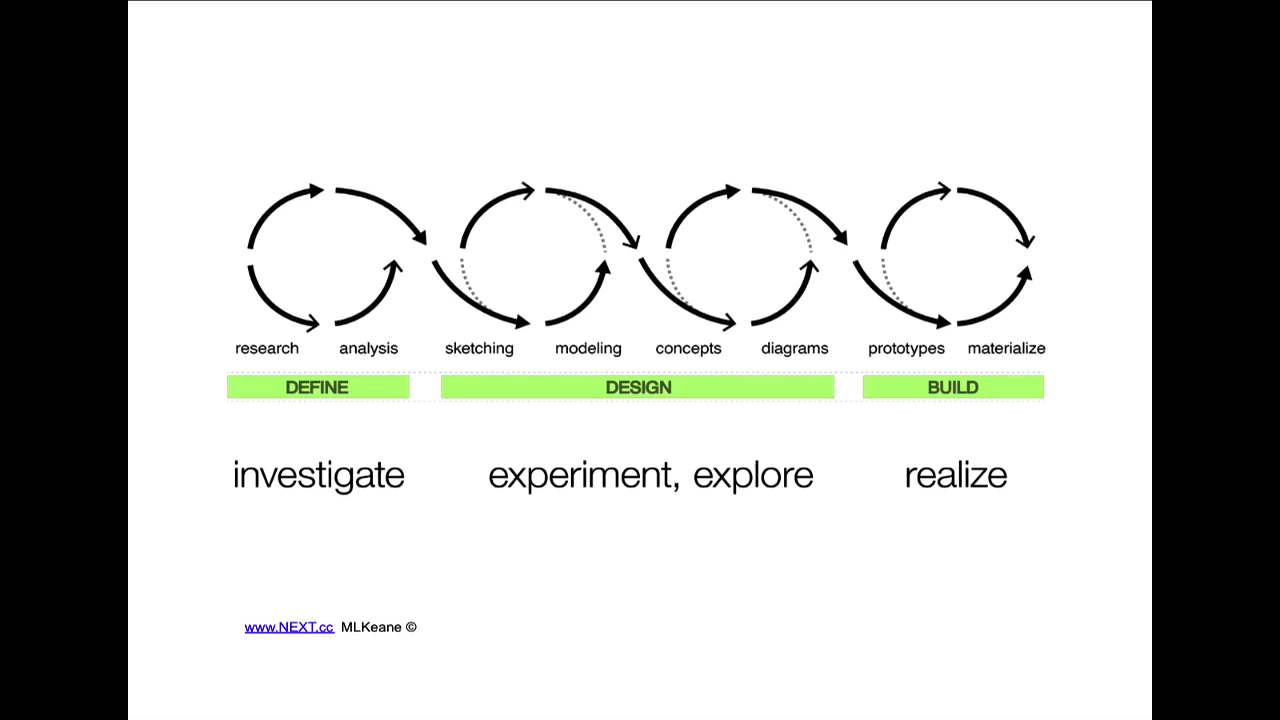 research analysis sketching modeling concepts diagrams prototypes materialize
DEFINE DESIGN BUILD
investigate experiment, explore realize
www.NEXT.cc MLKeane ©